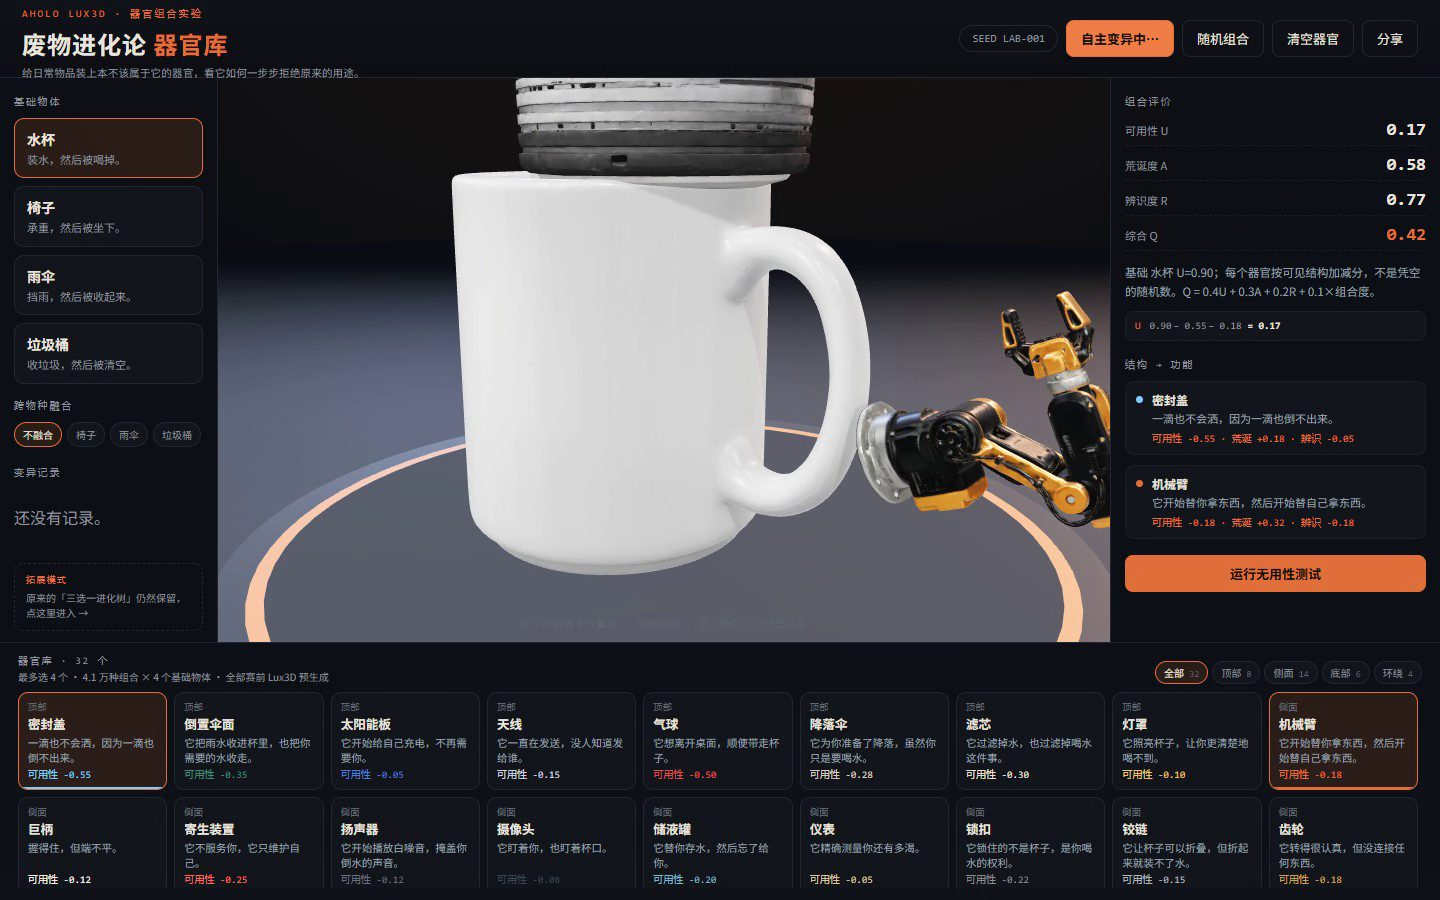 AHOLO LUX3D · 器官组合实验
废物进化论 器官库
给日常物品装上本不该属于它的器官，看它如何一步步拒绝原来的用途。
SEED LAB-001
自主变异中…
随机组合
清空器官
分享
基础物体
水杯
装水，然后被喝掉。
椅子
承重，然后被坐下。
雨伞
挡雨，然后被收起来。
垃圾桶
收垃圾，然后被清空。
跨物种融合
不融合 椅子 雨伞 垃圾桶
变异记录
还没有记录。
拓展模式
原来的「三选一进化树」仍然保留，
点这里进入 →
组合评价
可用性 U 0.17
荒诞度 A 0.58
辨识度 R 0.77
综合 Q 0.42
基础 水杯 U=0.90；每个器官按可见结构加减分，不是凭空
的随机数。Q = 0.4U + 0.3A + 0.2R + 0.1×组合度。
U 0.90 − 0.55 − 0.18 = 0.17
结构 → 功能
密封盖
一滴也不会洒，因为一滴也倒不出来。
可用性 -0.55 · 荒诞 +0.18 · 辨识 -0.05
机械臂
它开始替你拿东西，然后开始替自己拿东西。
可用性 -0.18 · 荒诞 +0.32 · 辨识 -0.18
运行无用性测试
器官库 · 32 个
最多选 4 个 · 4.1 万种组合 × 4 个基础物体 · 全部赛前 Lux3D 预生成
全部 32 顶部 8 侧面 14 底部 6 环绕 4
顶部
密封盖
一滴也不会洒，因为一滴也
倒不出来。
可用性 -0.55
顶部
倒置伞面
它把雨水收进杯里，也把你
需要的水收走。
可用性 -0.35
顶部
太阳能板
它开始给自己充电，不再需
要你。
可用性 -0.05
顶部
天线
它一直在发送，没人知道发
给谁。
可用性 -0.15
顶部
气球
它想离开桌面，顺便带走杯
子。
可用性 -0.50
顶部
降落伞
它为你准备了降落，虽然你
只是要喝水。
可用性 -0.28
顶部
滤芯
它过滤掉水，也过滤掉喝水
这件事。
可用性 -0.30
顶部
灯罩
它照亮杯子，让你更清楚地
喝不到。
可用性 -0.10
侧面
机械臂
它开始替你拿东西，然后开
始替自己拿东西。
可用性 -0.18
侧面
巨柄
握得住，但端不平。
可用性 -0.12
侧面
寄生装置
它不服务你，它只维护自
己。
可用性 -0.25
侧面
扬声器
它开始播放白噪音，掩盖你
倒水的声音。
可用性 -0.12
侧面
摄像头
它盯着你，也盯着杯口。
可用性 -0.08
侧面
储液罐
它替你存水，然后忘了给
你。
可用性 -0.20
侧面
仪表
它精确测量你还有多渴。
可用性 -0.05
侧面
锁扣
它锁住的不是杯子，是你喝
水的权利。
可用性 -0.22
侧面
铰链
它让杯子可以折叠，但折起
来就装不了水。
可用性 -0.15
侧面
齿轮
它转得很认真，但没连接任
何东西。
可用性 -0.18